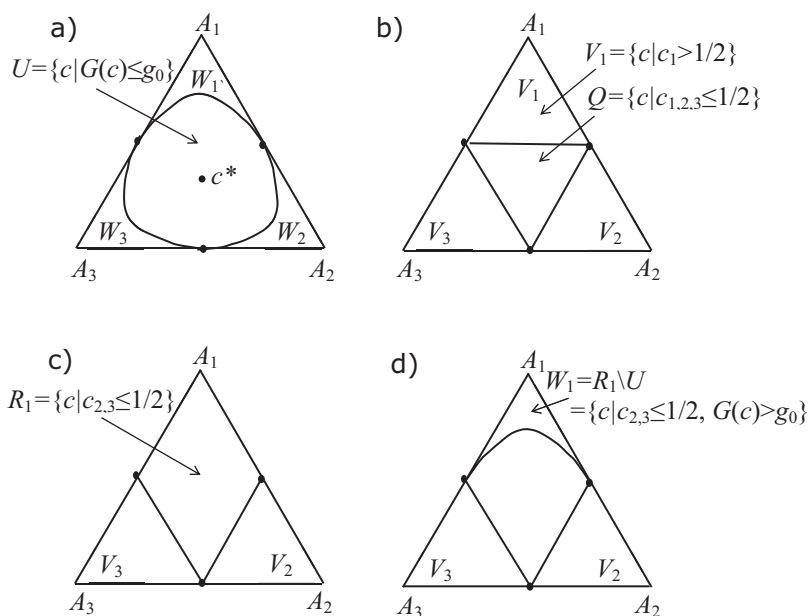 a)
A₁
U={c|G(c)≤g₀}
W₁`
c*
W₃
W₂
A₃
A₂
b)
A₁
V₁={c|c₁>1/2}
V₁
Q={c|c₁,₂,₃≤1/2}
V₃
V₂
A₃
A₂
c)
A₁
R₁={c|c₂,₃≤1/2}
V₃
V₂
A₃
A₂
d)
A₁
W₁=R₁\U
={c|c₂,₃≤1/2, G(c)>g₀}
V₃
V₂
A₃
A₂